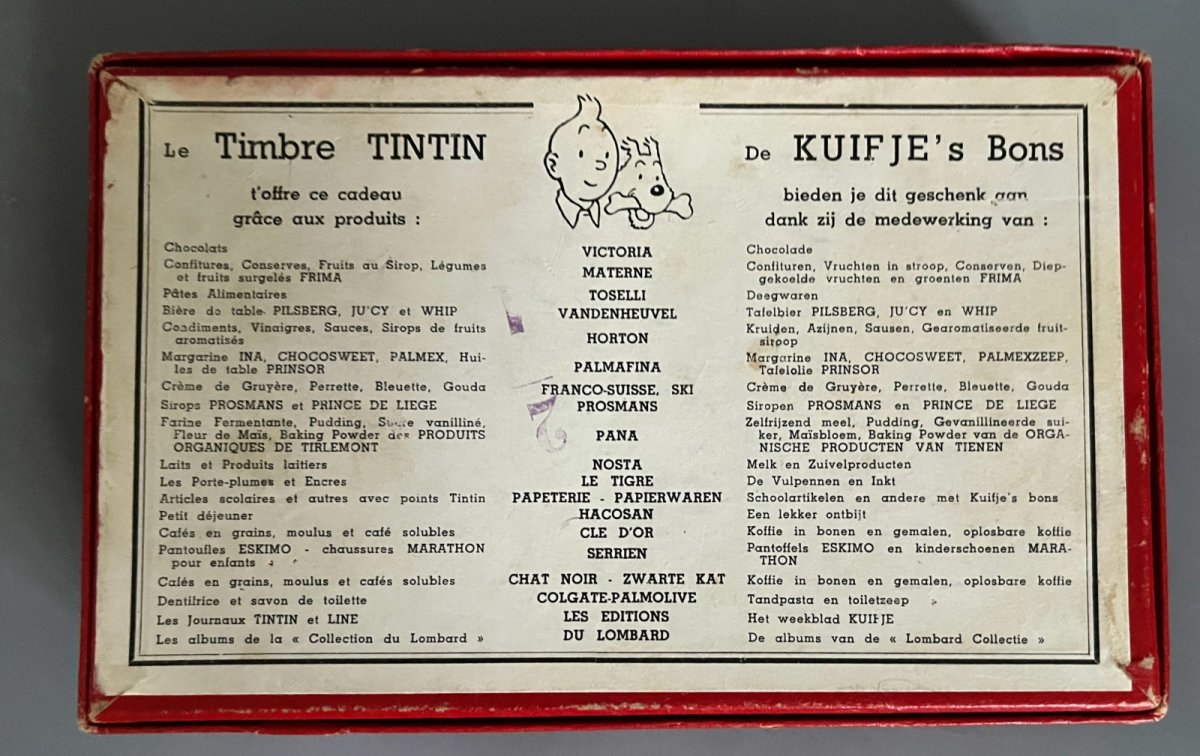 Le Timbre TINTIN
t'offre ce cadeau
grâce aux produits :
De KUIFJE's Bons
bieden je dit geschenk aan
dank zij de medewerking van :
Chocolats VICTORIA Chocolade
Confitures, Conserves, Fruits au Sirop, Légumes
et fruits surgelés FRIMA
MATERNE
Confituren, Vruchten in stroop, Conserven, Diep-
gekoelde vruchten en groenten FRIMA
Pâtes Alimentaires TOSELLI Deegwaren
Bière de table PILSBERG, JU'CY et WHIP VANDENHEUVEL Tafelbier PILSBERG, JU'CY en WHIP
Condiments, Vinaigres, Sauces, Sirops de fruits
aromatisés
HORTON
Kruiden, Azijnen, Sausen, Gearomatiseerde fruit-
siroop
Margarine INA, CHOCOSWEET, PALMEX, Hui-
les de table PRINSOR
PALMAFINA
Margarine INA, CHOCOSWEET, PALMEXZEEP,
Tafelolie PRINSOR
Crème de Gruyère, Perrette, Bleuette, Gouda FRANCO-SUISSE, SKI Crème de Gruyère, Perrette, Bleuette, Gouda
Sirops PROSMANS et PRINCE DE LIEGE PROSMANS Siropen PROSMANS en PRINCE DE LIEGE
Farine Fermentante, Pudding, Sucre vanilliné,
Fleur de Maïs, Baking Powder des PRODUITS
ORGANIQUES DE TIRLEMONT
PANA
Zelfrijzend meel, Pudding, Gevanillineerde sui-
ker, Maïsbloem, Baking Powder van de ORGA-
NISCHE PRODUCTEN VAN TIENEN
Laits et Produits laitiers NOSTA Melk en Zuivelproducten
Les Porte-plumes et Encres LE TIGRE De Vulpennen en Inkt
Articles scolaires et autres avec points Tintin PAPETERIE - PAPIERWAREN Schoolartikelen en andere met Kuifje's bons
Petit déjeuner HACOSAN Een lekker ontbijt
Cafés en grains, moulus et café solubles CLE D'OR Koffie in bonen en gemalen, oplosbare koffie
Pantoufles ESKIMO - chaussures MARATHON
pour enfants
SERRIEN
Pantoffels ESKIMO en kinderschoenen MARA-
THON
Cafés en grains, moulus et cafés solubles CHAT NOIR - ZWARTE KAT Koffie in bonen en gemalen, oplosbare koffie
Dentifrice et savon de toilette COLGATE-PALMOLIVE Tandpasta en toiletzeep
Les Journaux TINTIN et LINE LES EDITIONS Het weekblad KUIFJE
Les albums de la « Collection du Lombard » DU LOMBARD De albums van de « Lombard Collectie »